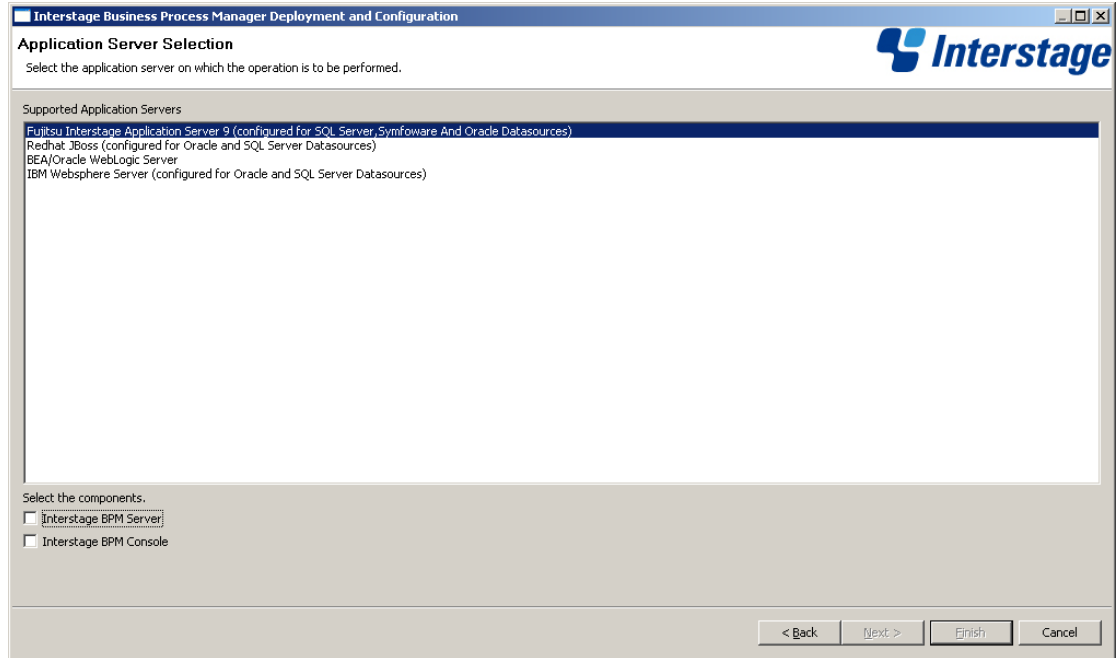 Interstage Business Process Manager Deployment and Configuration
Application Server Selection
Select the application server on which the operation is to be performed.
Interstage
Supported Application Servers
Fujitsu Interstage Application Server 9 (configured for SQL Server,Symfoware And Oracle Datasources)
Redhat JBoss (configured for Oracle and SQL Server Datasources)
BEA/Oracle WebLogic Server
IBM Websphere Server (configured for Oracle and SQL Server Datasources)
Select the components.
Interstage BPM Server
Interstage BPM Console
< Back Next > Finish Cancel